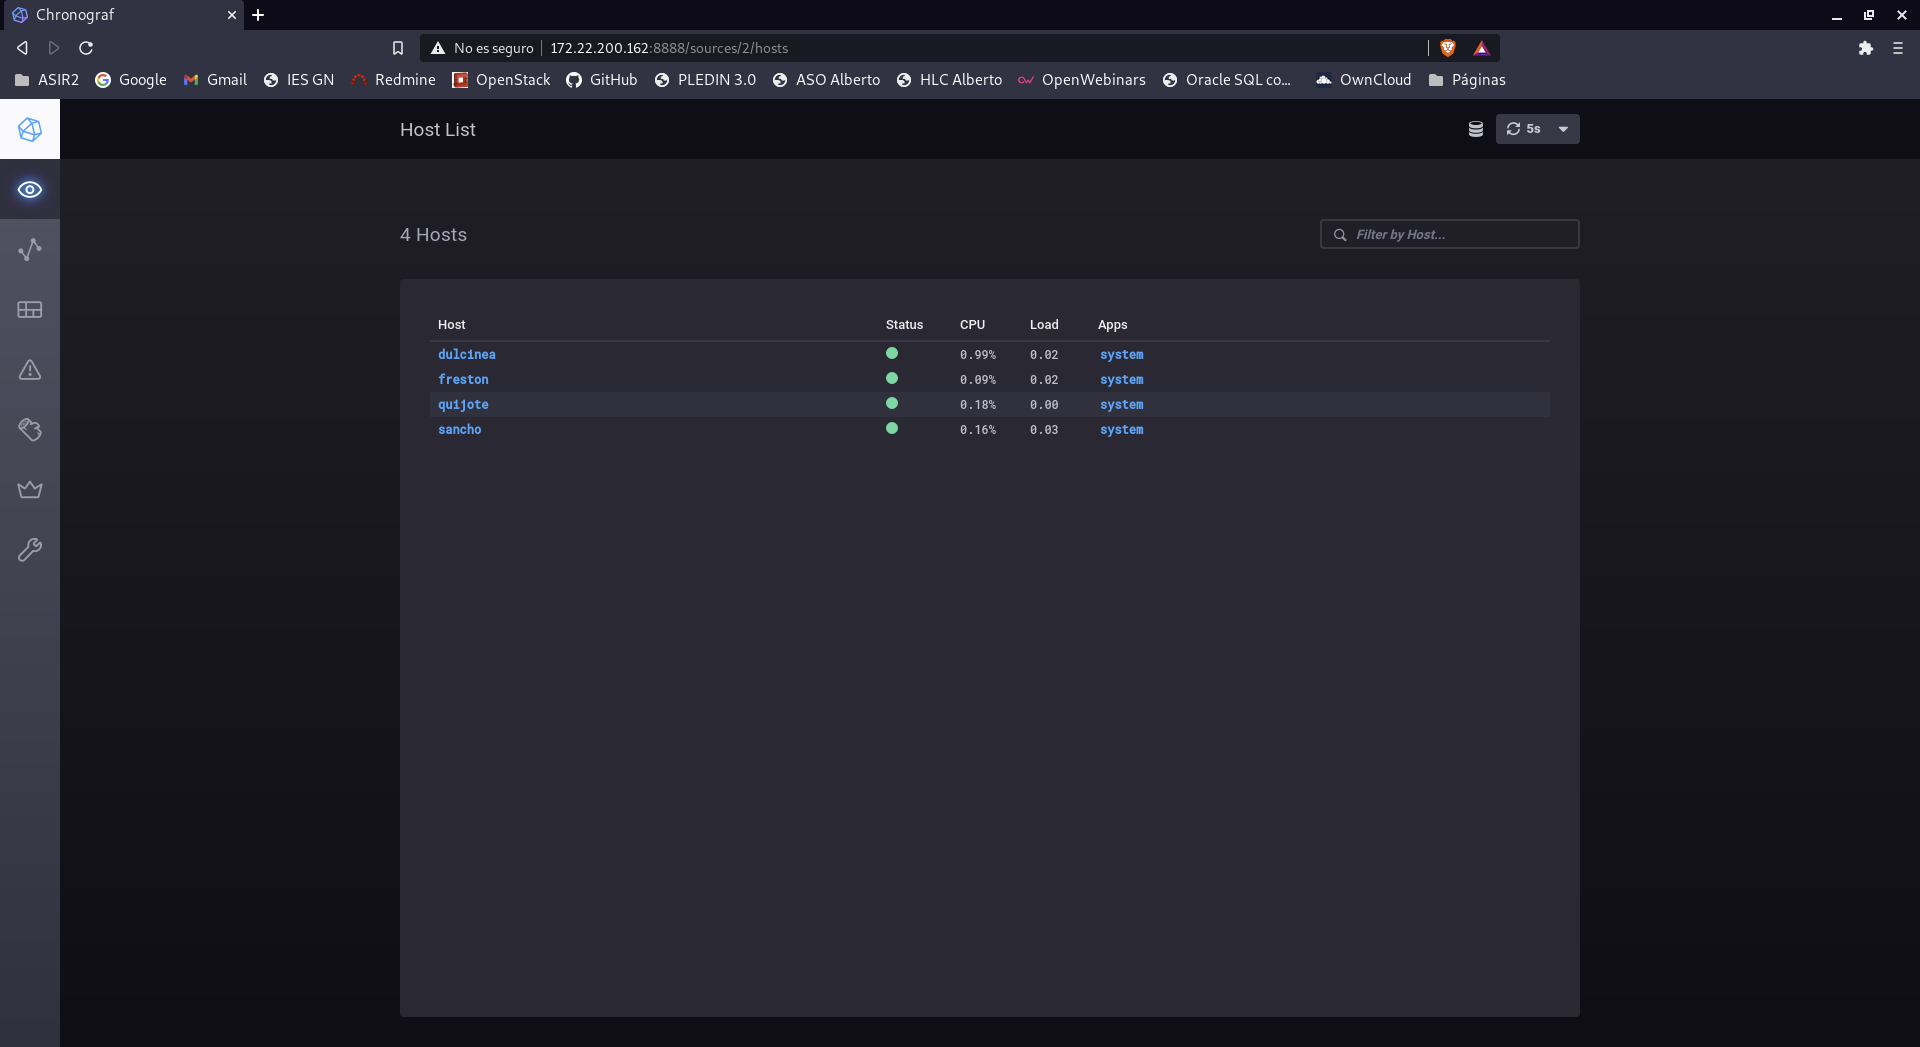 Chronograf
No es seguro 172.22.200.162:8888/sources/2/hosts
ASIR2 Google Gmail IES GN Redmine OpenStack GitHub PLEDIN 3.0 ASO Alberto HLC Alberto OpenWebinars Oracle SQL co... OwnCloud Páginas
Host List 5s
4 Hosts Filter by Host...
Host Status CPU Load Apps
dulcinea 0.99% 0.02 system
freston 0.09% 0.02 system
quijote 0.18% 0.00 system
sancho 0.16% 0.03 system